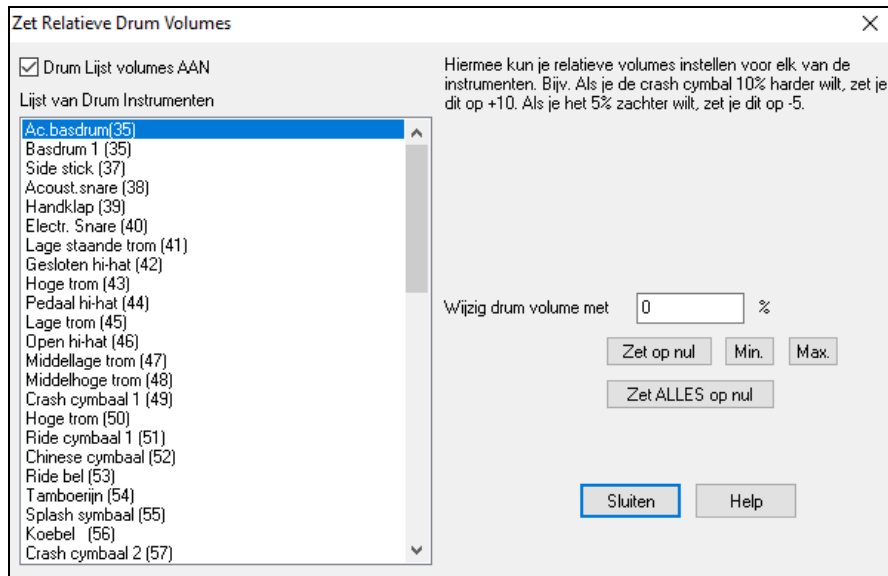 Zet Relatieve Drum Volumes
Drum Lijst volumes AAN
Lijst van Drum Instrumenten
Ac.basdrum(35)
Basdrum 1 (35)
Side stick (37)
Acoust.snare (38)
Handklap (39)
Electr. Snare (40)
Lage staande trom (41)
Gesloten hi-hat (42)
Hoge trom (43)
Pedaal hi-hat (44)
Lage trom (45)
Open hi-hat (46)
Middellage trom (47)
Middelhoge trom (48)
Crash cymbaal 1 (49)
Hoge trom (50)
Ride cymbaal 1 (51)
Chinese cymbaal (52)
Ride bel (53)
Tamboerijn (54)
Splash symbaal (55)
Koebel (56)
Crash cymbaal 2 (57)
Hiermee kun je relatieve volumes instellen voor elk van de
instrumenten. Bijv. Als je de crash cymbal 10% harder wilt, zet je
dit op +10. Als je het 5% zachter wilt, zet je dit op -5.
Wijzig drum volume met 0 %
Zet op nul Min. Max.
Zet ALLES op nul
Sluiten Help